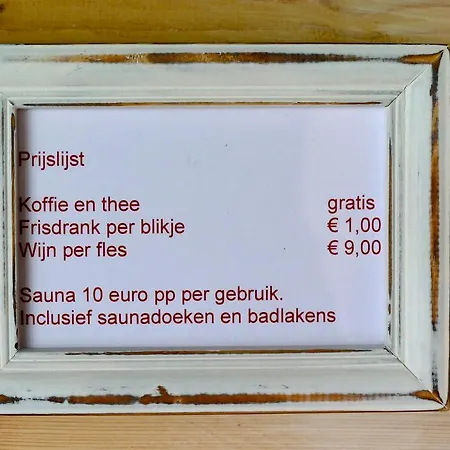 Prijslijst
Koffie en thee gratis
Frisdrank per blikje € 1,00
Wijn per fles € 9,00
Sauna 10 euro pp per gebruik.
Inclusief saunadoeken en badlakens